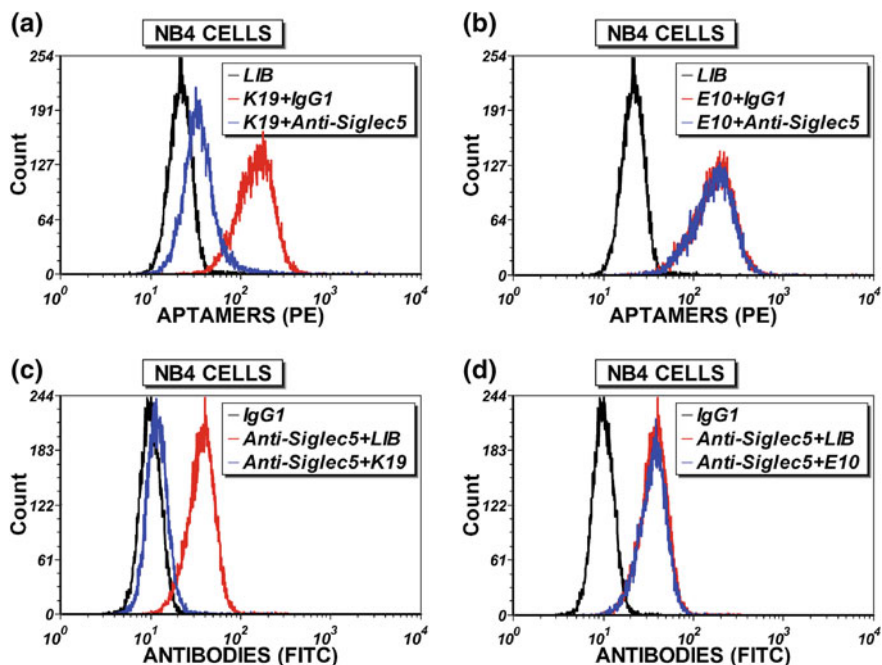 (a)
NB4 CELLS
254
191
127
64
0
Count
LIB
K19+IgG1
K19+Anti-Siglec5
10^0 10^1 10^2 10^3 10^4
APTAMERS (PE)
(b)
NB4 CELLS
254
191
127
64
0
Count
LIB
E10+IgG1
E10+Anti-Siglec5
10^0 10^1 10^2 10^3 10^4
APTAMERS (PE)
(c)
NB4 CELLS
244
183
122
61
0
Count
IgG1
Anti-Siglec5+LIB
Anti-Siglec5+K19
10^0 10^1 10^2 10^3 10^4
ANTIBODIES (FITC)
(d)
NB4 CELLS
244
183
122
61
0
Count
IgG1
Anti-Siglec5+LIB
Anti-Siglec5+E10
10^0 10^1 10^2 10^3 10^4
ANTIBODIES (FITC)